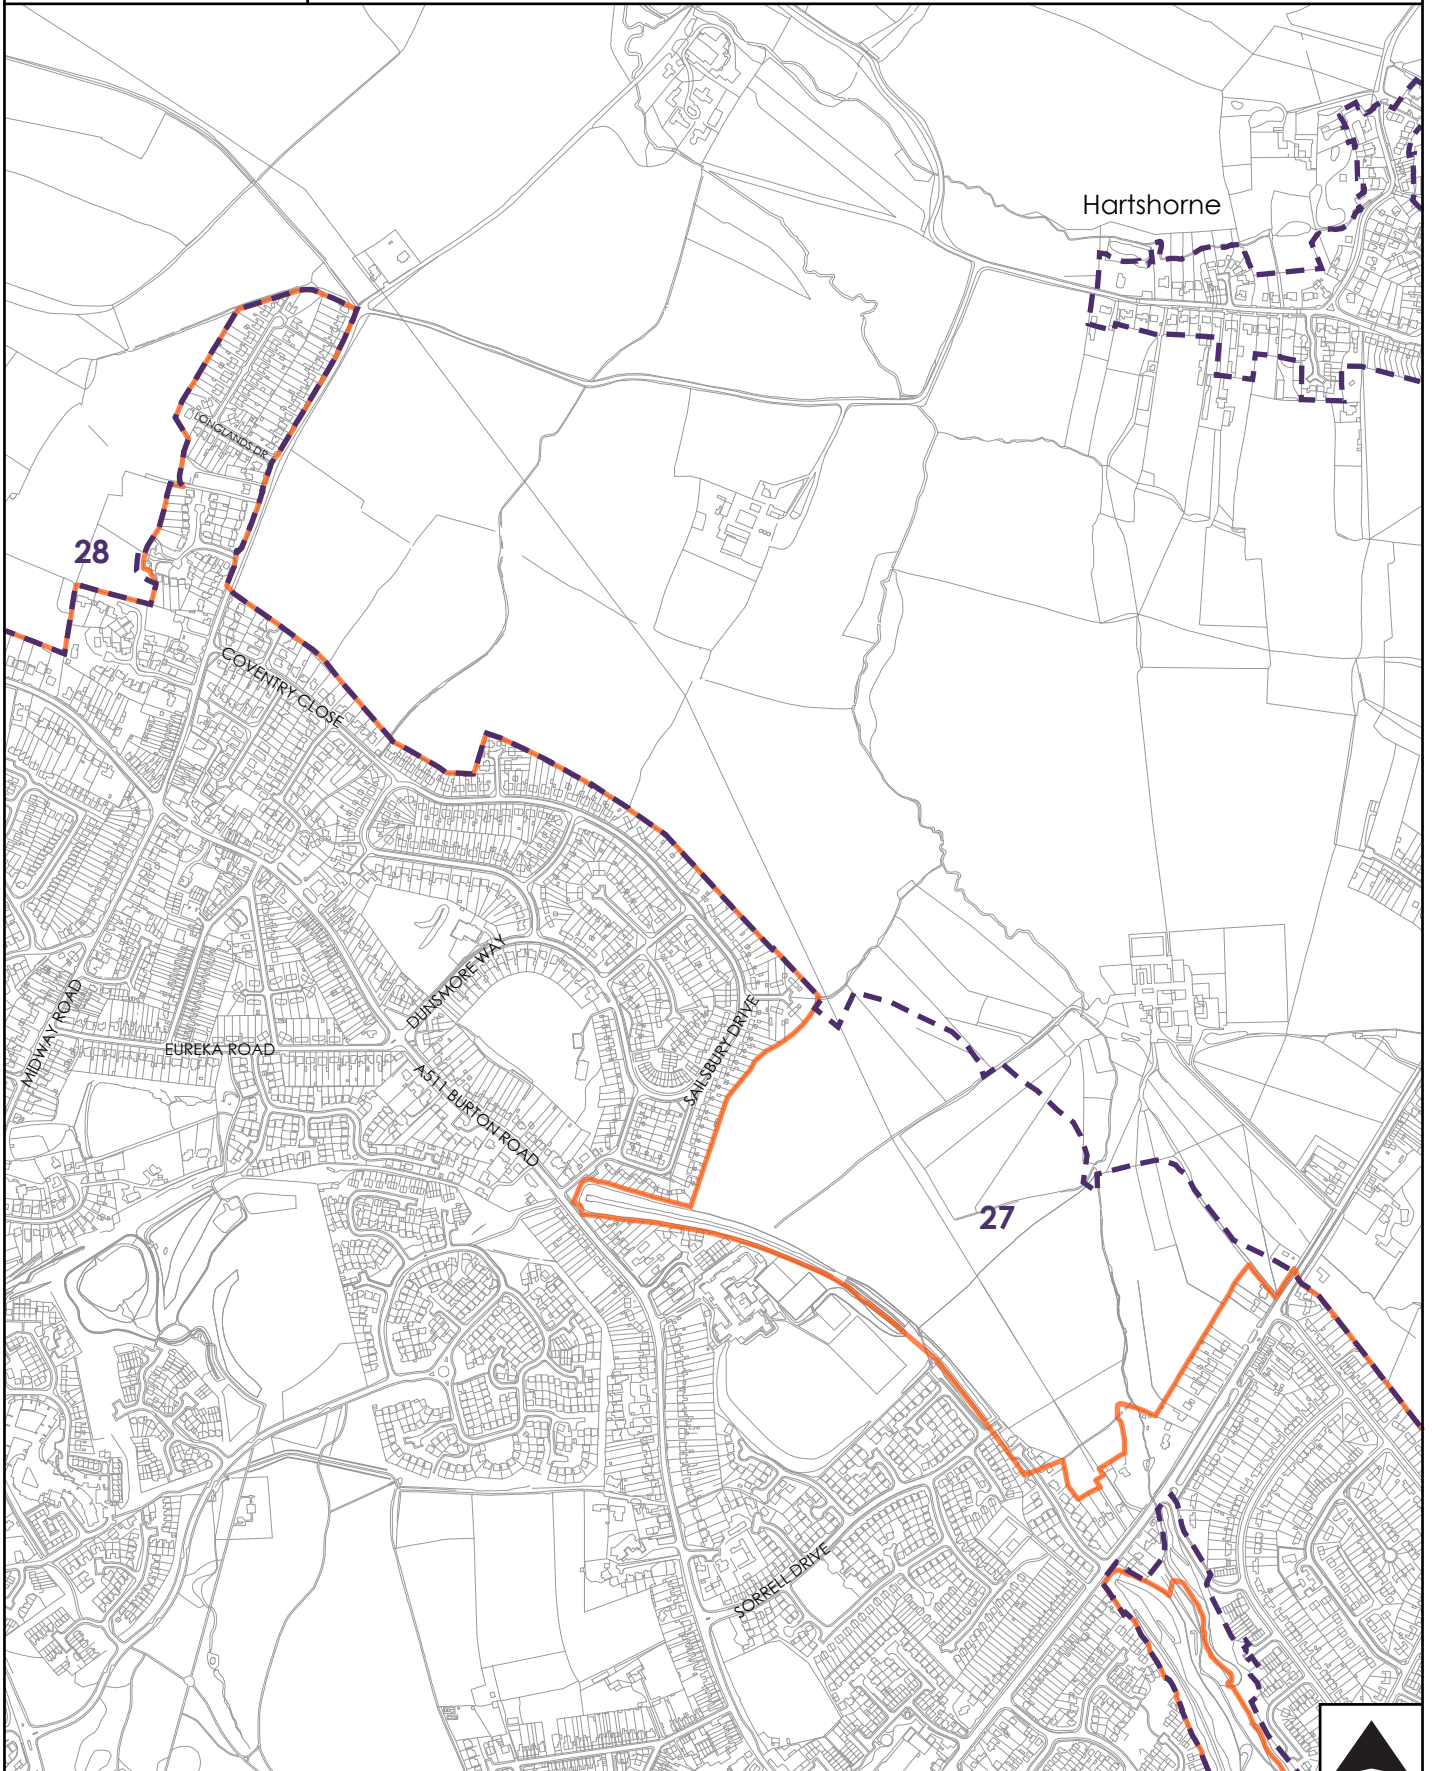 Hartshorne
LONGLANDS DR
28
COVENTRY CLOSE
DUNSMORE WAY
MIDWAY ROAD
EUREKA ROAD
SAILSBURY DRIVE
A511 BURTON ROAD
27
SORRELL DRIVE